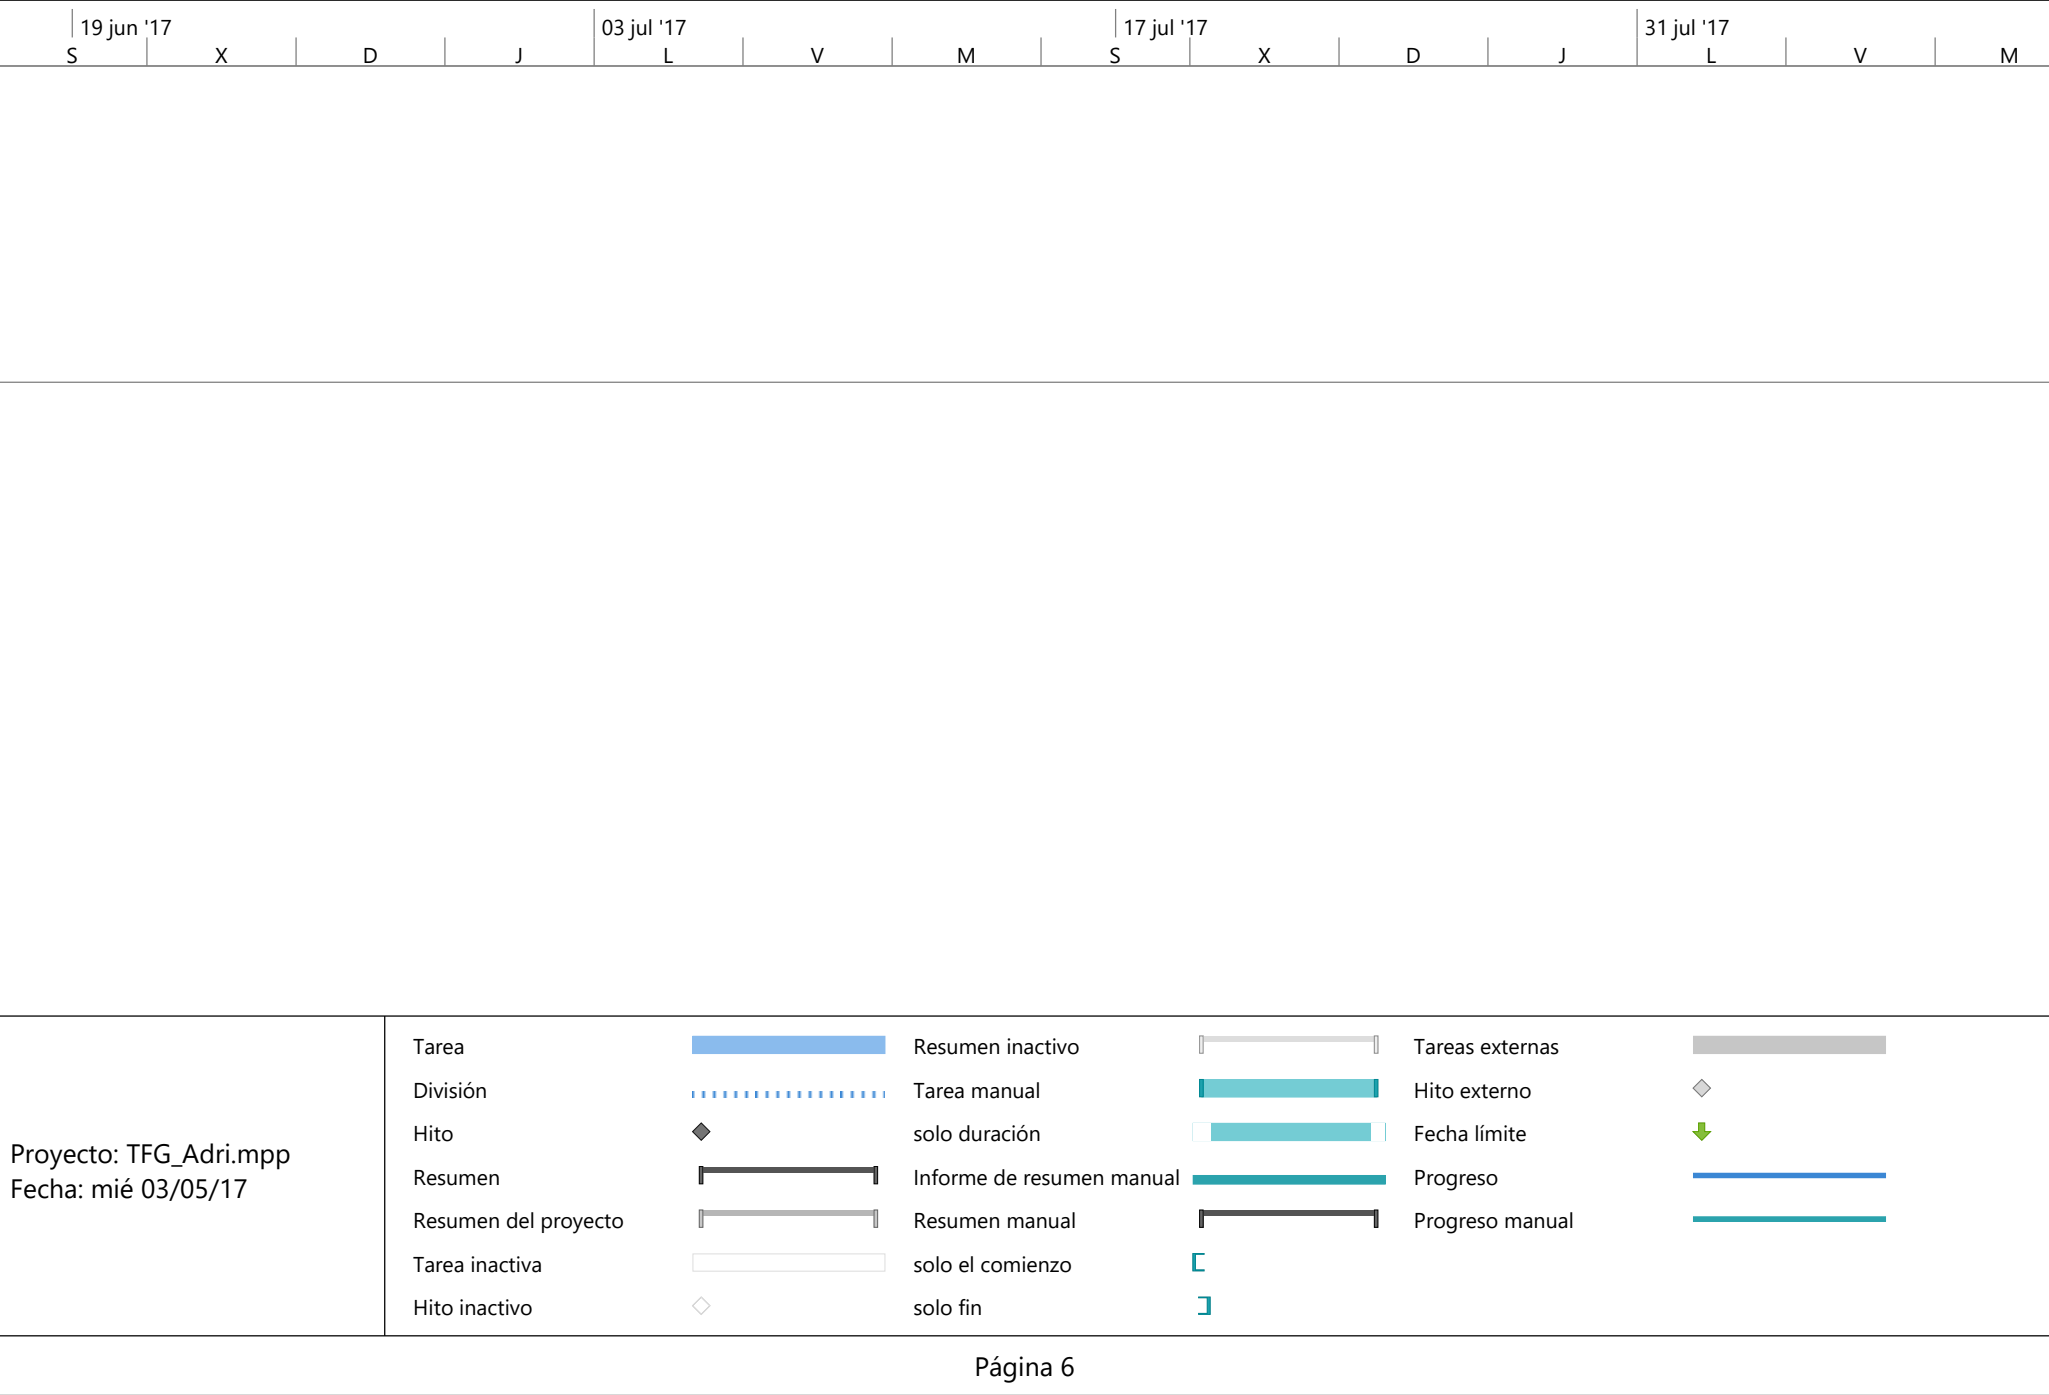 19 jun '17 03 jul '17 17 jul '17 31 jul '17
S X D J L V M S X D J L V M
Tarea Resumen inactivo Tareas externas
División Tarea manual Hito externo
Hito solo duración Fecha límite
Resumen Informe de resumen manual Progreso
Resumen del proyecto Resumen manual Progreso manual
Tarea inactiva solo el comienzo
Hito inactivo solo fin
Proyecto: TFG_Adri.mpp
Fecha: mié 03/05/17
Página 6